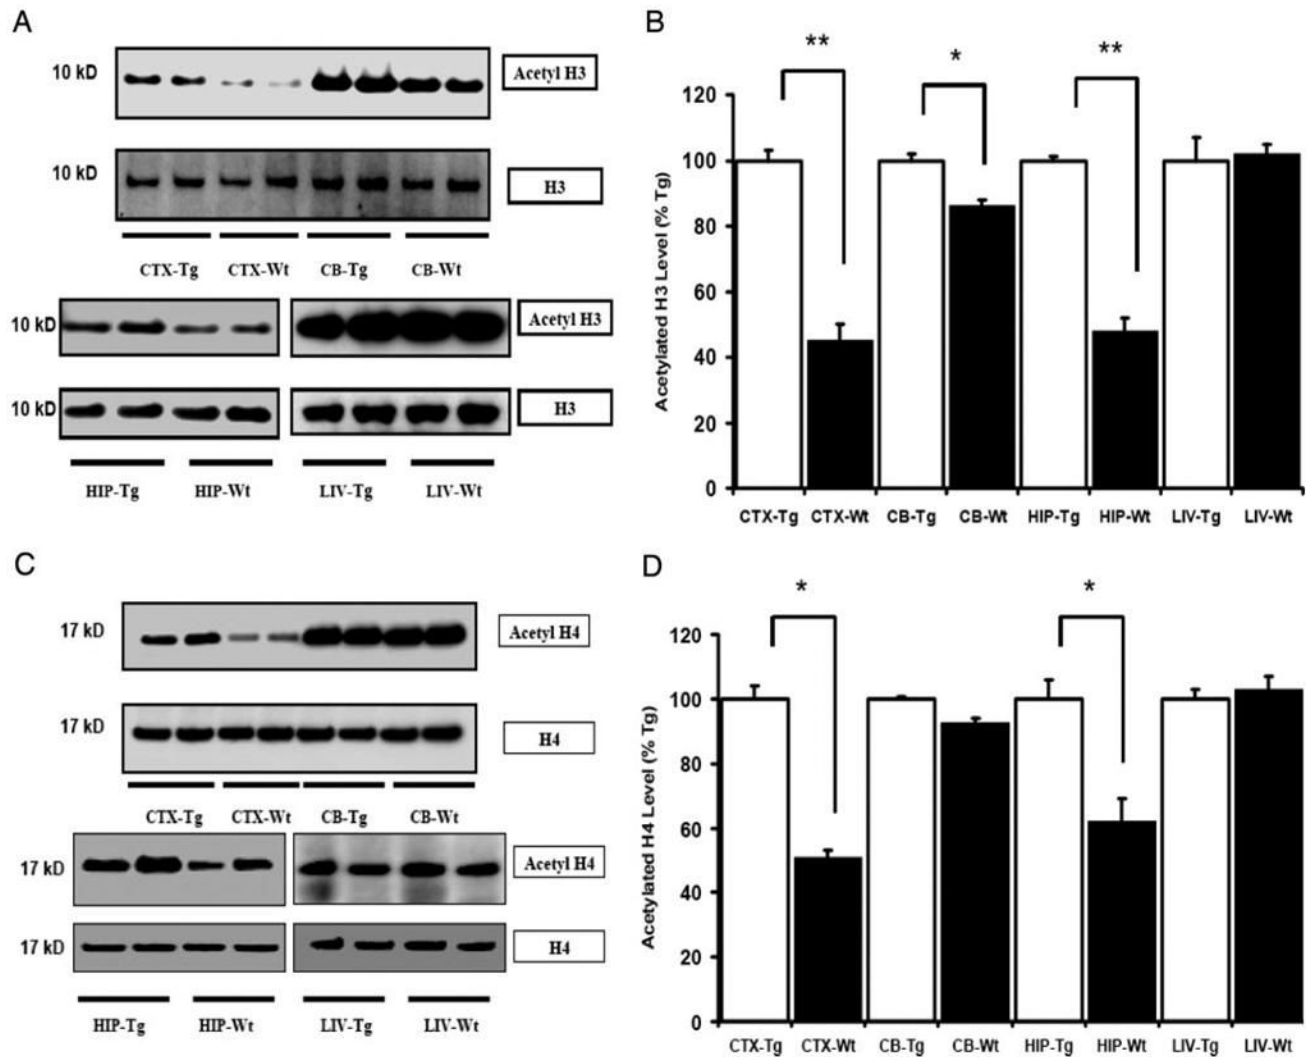 A
10 kD
Acetyl H3
10 kD
H3
CTX-Tg CTX-Wt CB-Tg CB-Wt
10 kD
Acetyl H3
10 kD
H3
HIP-Tg HIP-Wt LIV-Tg LIV-Wt
B
** * **
Acetylated H3 Level (% Tg)
120
100
80
60
40
20
0
CTX-Tg CTX-Wt CB-Tg CB-Wt HIP-Tg HIP-Wt LIV-Tg LIV-Wt
C
17 kD
Acetyl H4
17 kD
H4
CTX-Tg CTX-Wt CB-Tg CB-Wt
17 kD
Acetyl H4
17 kD
H4
HIP-Tg HIP-Wt LIV-Tg LIV-Wt
D
* *
Acetylated H4 Level (% Tg)
120
100
80
60
40
20
0
CTX-Tg CTX-Wt CB-Tg CB-Wt HIP-Tg HIP-Wt LIV-Tg LIV-Wt